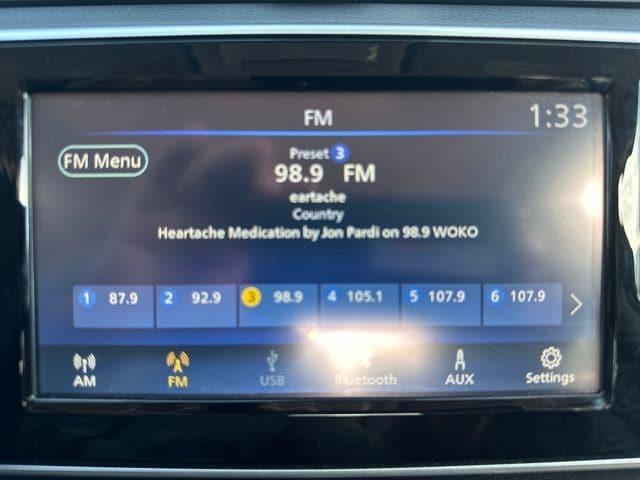 FM
1:33
FM Menu
Preset 3
98.9 FM
eartache
Country
Heartache Medication by Jon Pardi on 98.9 WOKO
1 87.9 2 92.9 3 98.9 4 105.1 5 107.9 6 107.9
AM FM USB Bluetooth AUX Settings